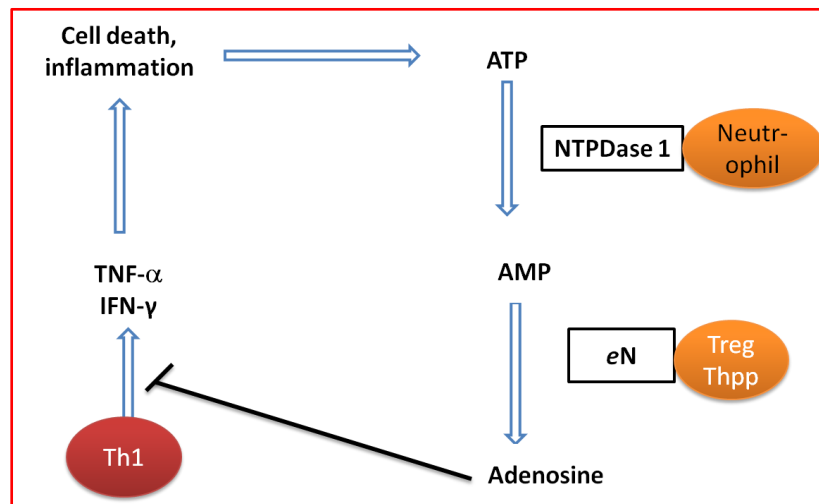 Cell death,
inflammation
ATP
NTPDase 1
Neutr-
ophil
TNF-α
IFN-γ
AMP
eN
Treg
Thpp
Th1
Adenosine